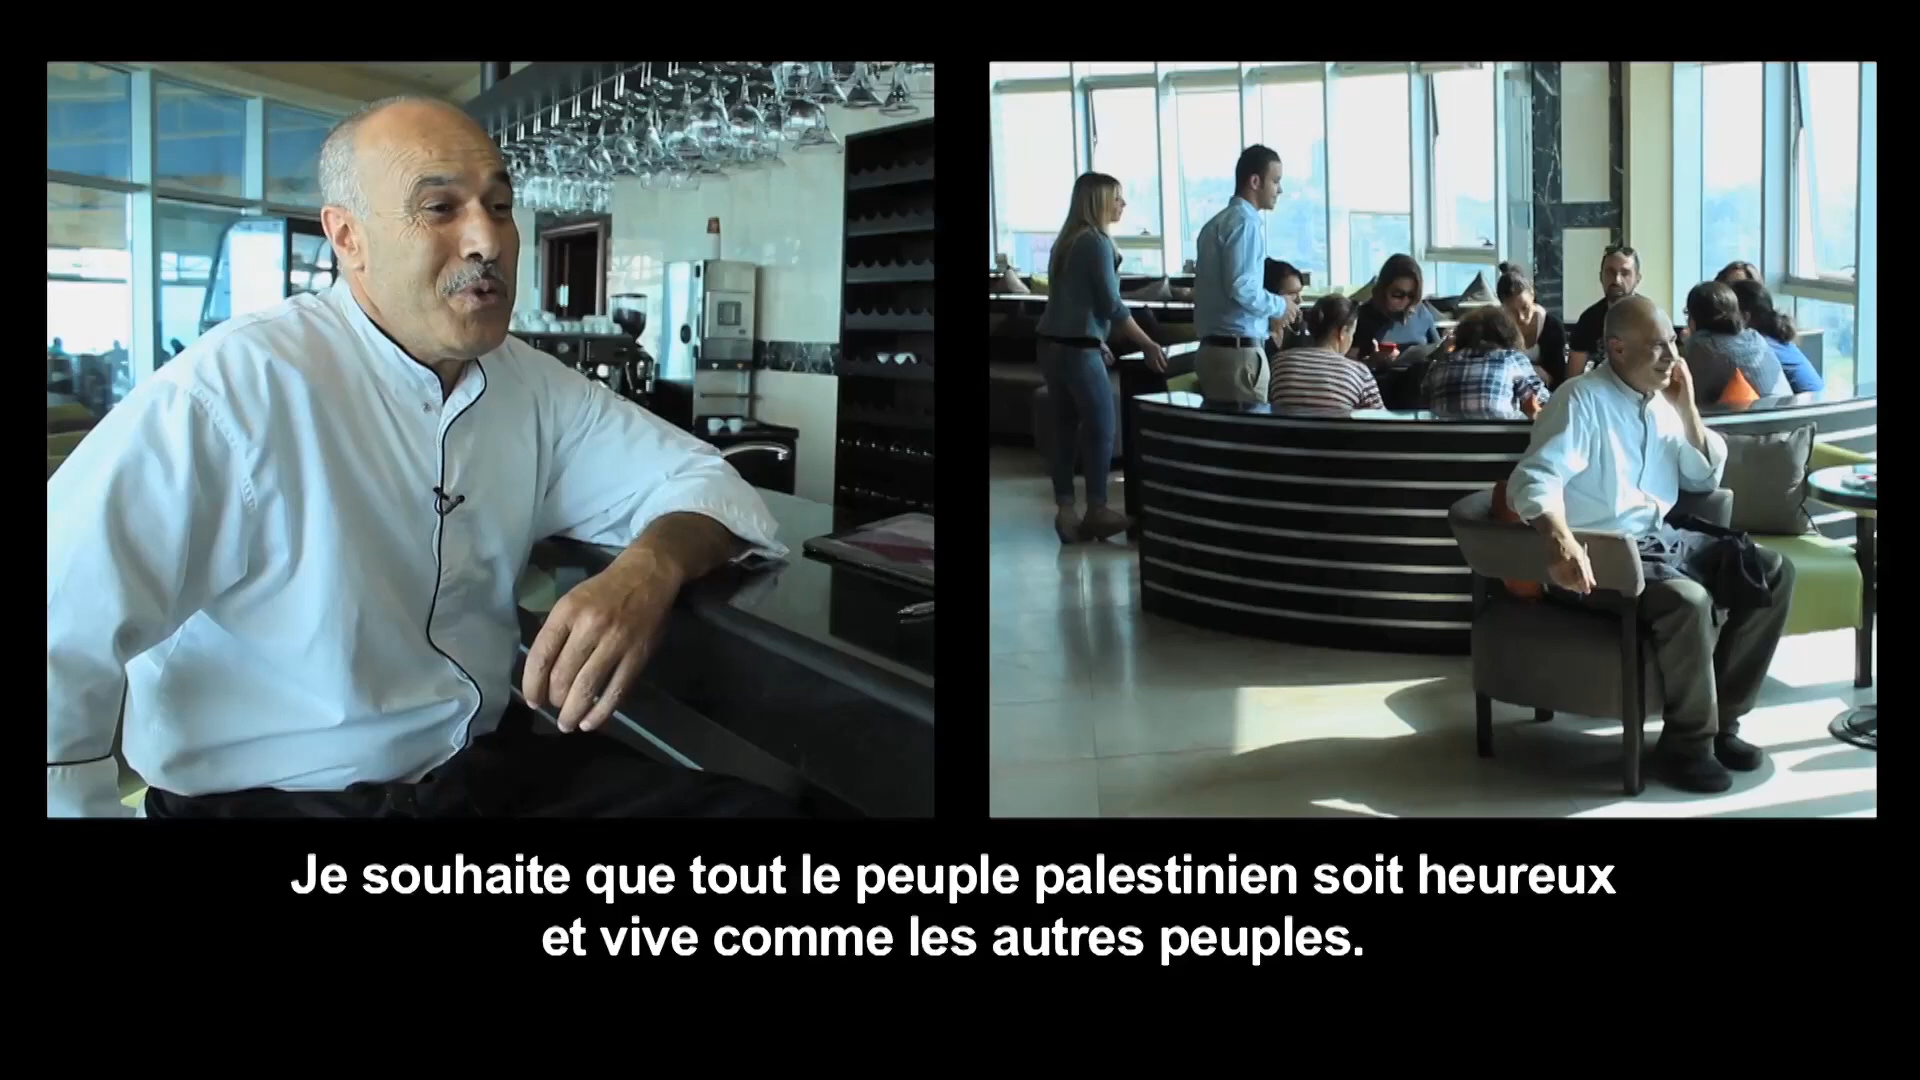 Je souhaite que tout le peuple palestinien soit heureux
et vive comme les autres peuples.